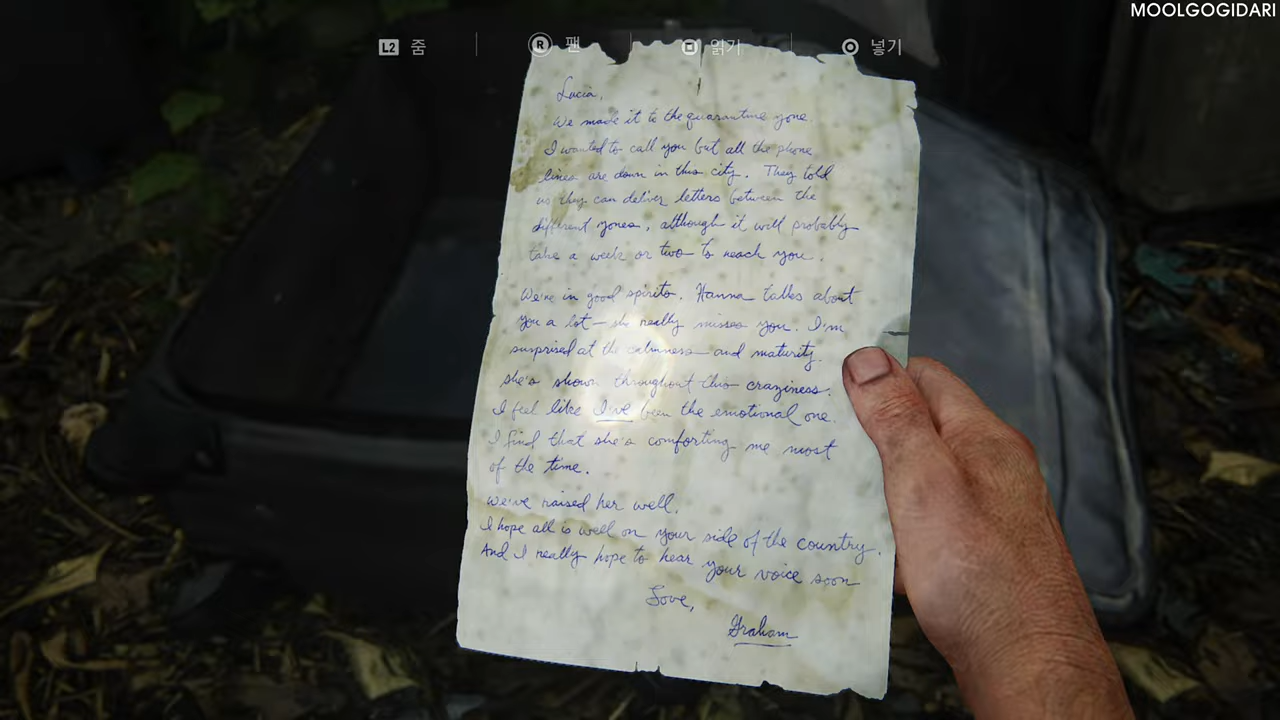 MOOLGOGIDARI
L2 줌
R 팬
읽기
넣기
Lucia,
We made it to the quarantine zone.
I wanted to call you but all the phone
lines are down in this city. They told
us they can deliver letters between the
different zones, although it will probably
take a week or two to reach you.
We're in good spirits. Hanna talks about
you a lot — she really misses you. I'm
surprised at the calmness and maturity
she's shown throughout this craziness.
I feel like I've been the emotional one.
I find that she's comforting me most
of the time.
We've raised her well.
I hope all is well on your side of the country.
And I really hope to hear your voice soon
Love,
Graham